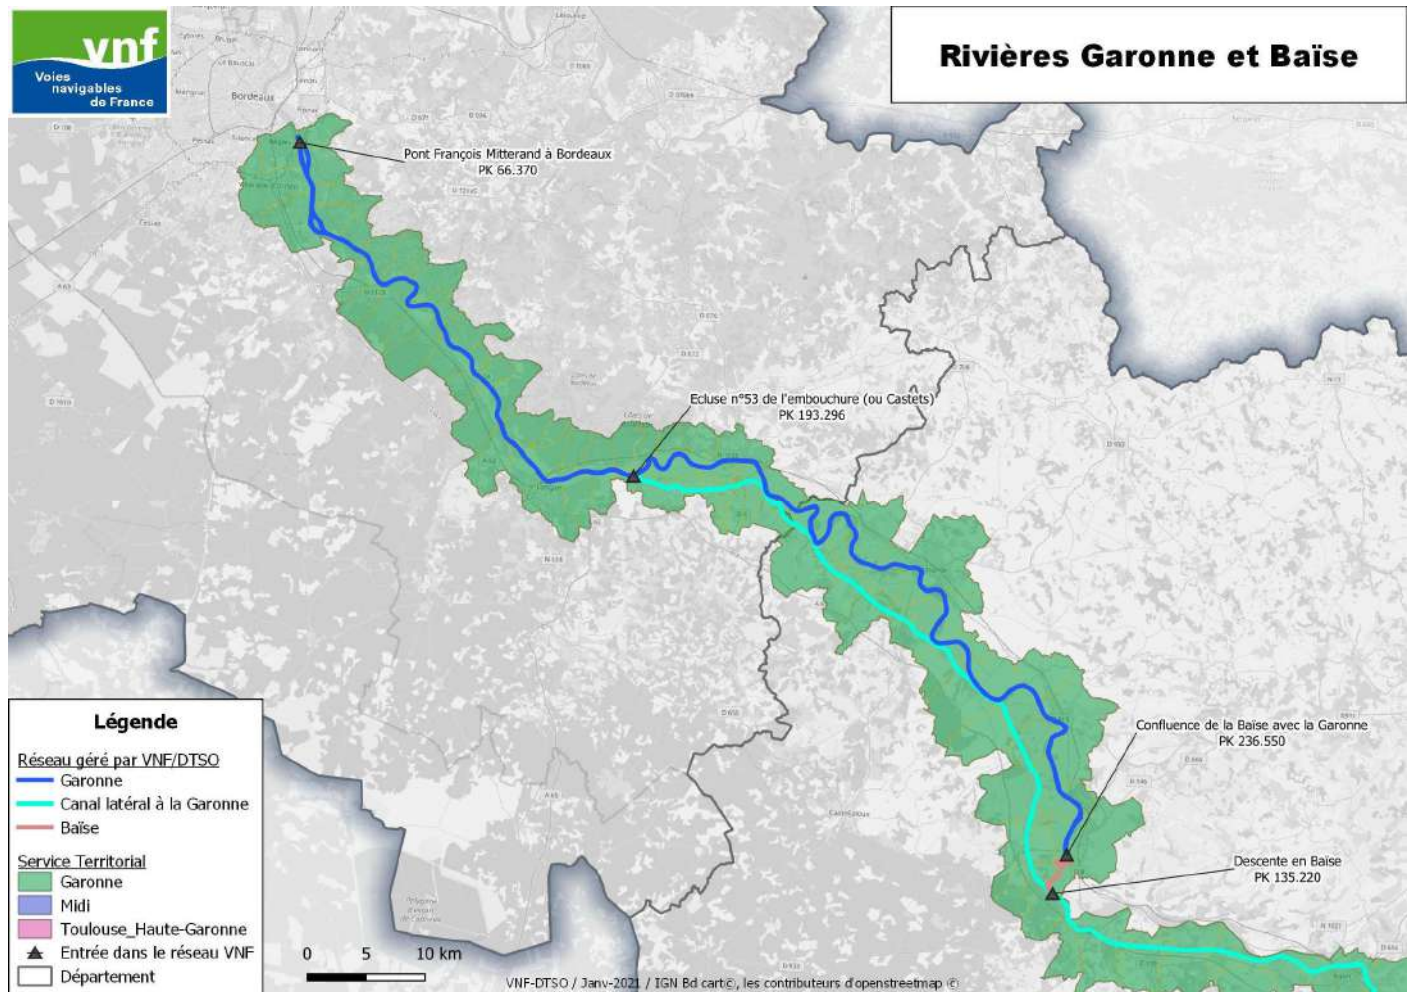 vnf
Voies
navigables
de France
Rivières Garonne et Baïse
Bordeaux
Pont François Mitterand à Bordeaux
PK 66.370
Ecluse n°53 de l'embouchure (ou Castets)
PK 193.296
Confluence de la Baïse avec la Garonne
PK 236.550
Descente en Baïse
PK 135.220
Légende
Réseau géré par VNF/DTSO
Garonne
Canal latéral à la Garonne
Baïse
Service Territorial
Garonne
Midi
Toulouse_Haute-Garonne
Entrée dans le réseau VNF
Département
0 5 10 km
VNF-DTSO / Janv-2021 / IGN Bd carto©, les contributeurs d'openstreetmap ©